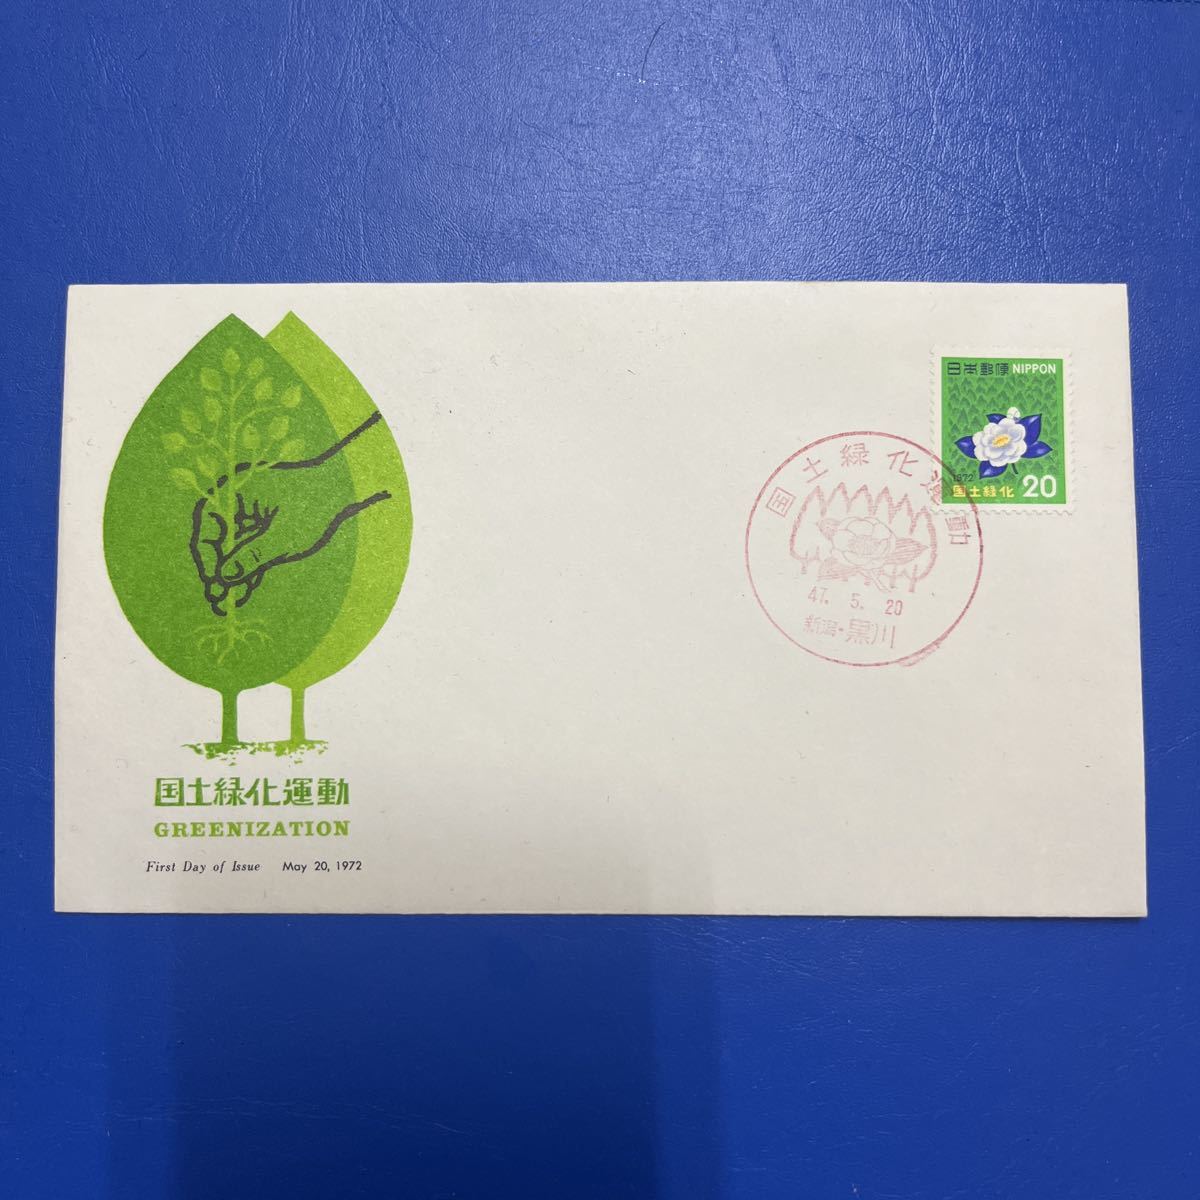 国土緑化運動
GREENIZATION
First Day of Issue May 20, 1972
日本郵便 NIPPON
1972
国土緑化 20
国土緑化運動
47. 5. 20
新潟・黒川